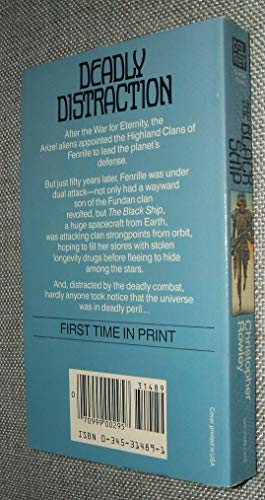 DEADLY
DISTRACTION
After the War for Eternity, the
Arizel aliens appointed the Highland Clans of
Fenrille to lead the planet's
defense.
But just fifty years later, Fenrille was under
dual attack—not only had a wayward
son of the Fundan clan
revolted, but The Black Ship,
a huge spacecraft from Earth,
was attacking clan strongpoints from orbit,
hoping to fill her stores with stolen
longevity drugs before fleeing to hide
among the stars.
And, distracted by the deadly combat,
hardly anyone took notice that the universe
was in deadly peril...
FIRST TIME IN PRINT
31489
0
70999 00295
7
ISBN 0-345-31489-1
Cover printed in USA
THE BLACK
SHIP
Christopher
Rowley